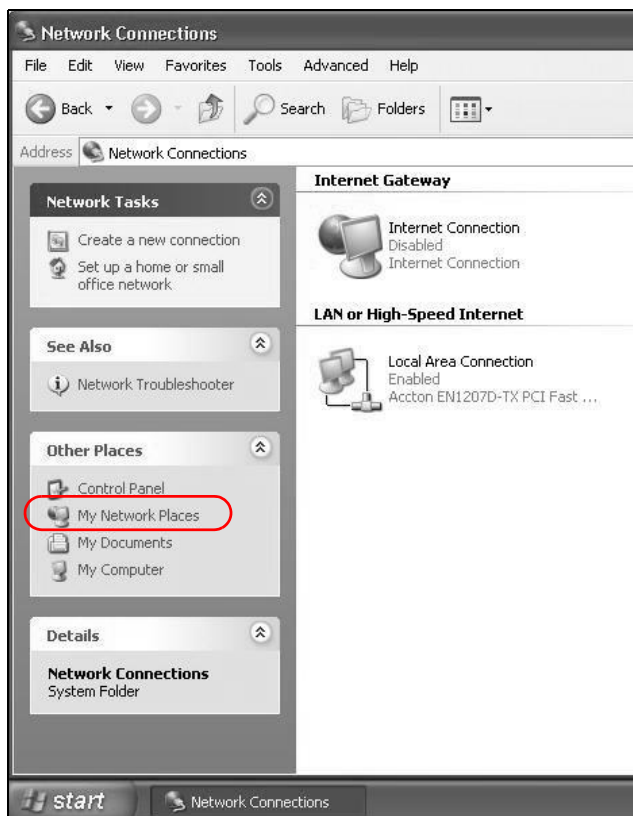 Network Connections
File Edit View Favorites Tools Advanced Help
Back Search Folders
Address Network Connections
Network Tasks
Create a new connection
Set up a home or small
office network
See Also
Network Troubleshooter
Other Places
Control Panel
My Network Places
My Documents
My Computer
Details
Network Connections
System Folder
Internet Gateway
Internet Connection
Disabled
Internet Connection
LAN or High-Speed Internet
Local Area Connection
Enabled
Accton EN1207D-TX PCI Fast ...
start Network Connections